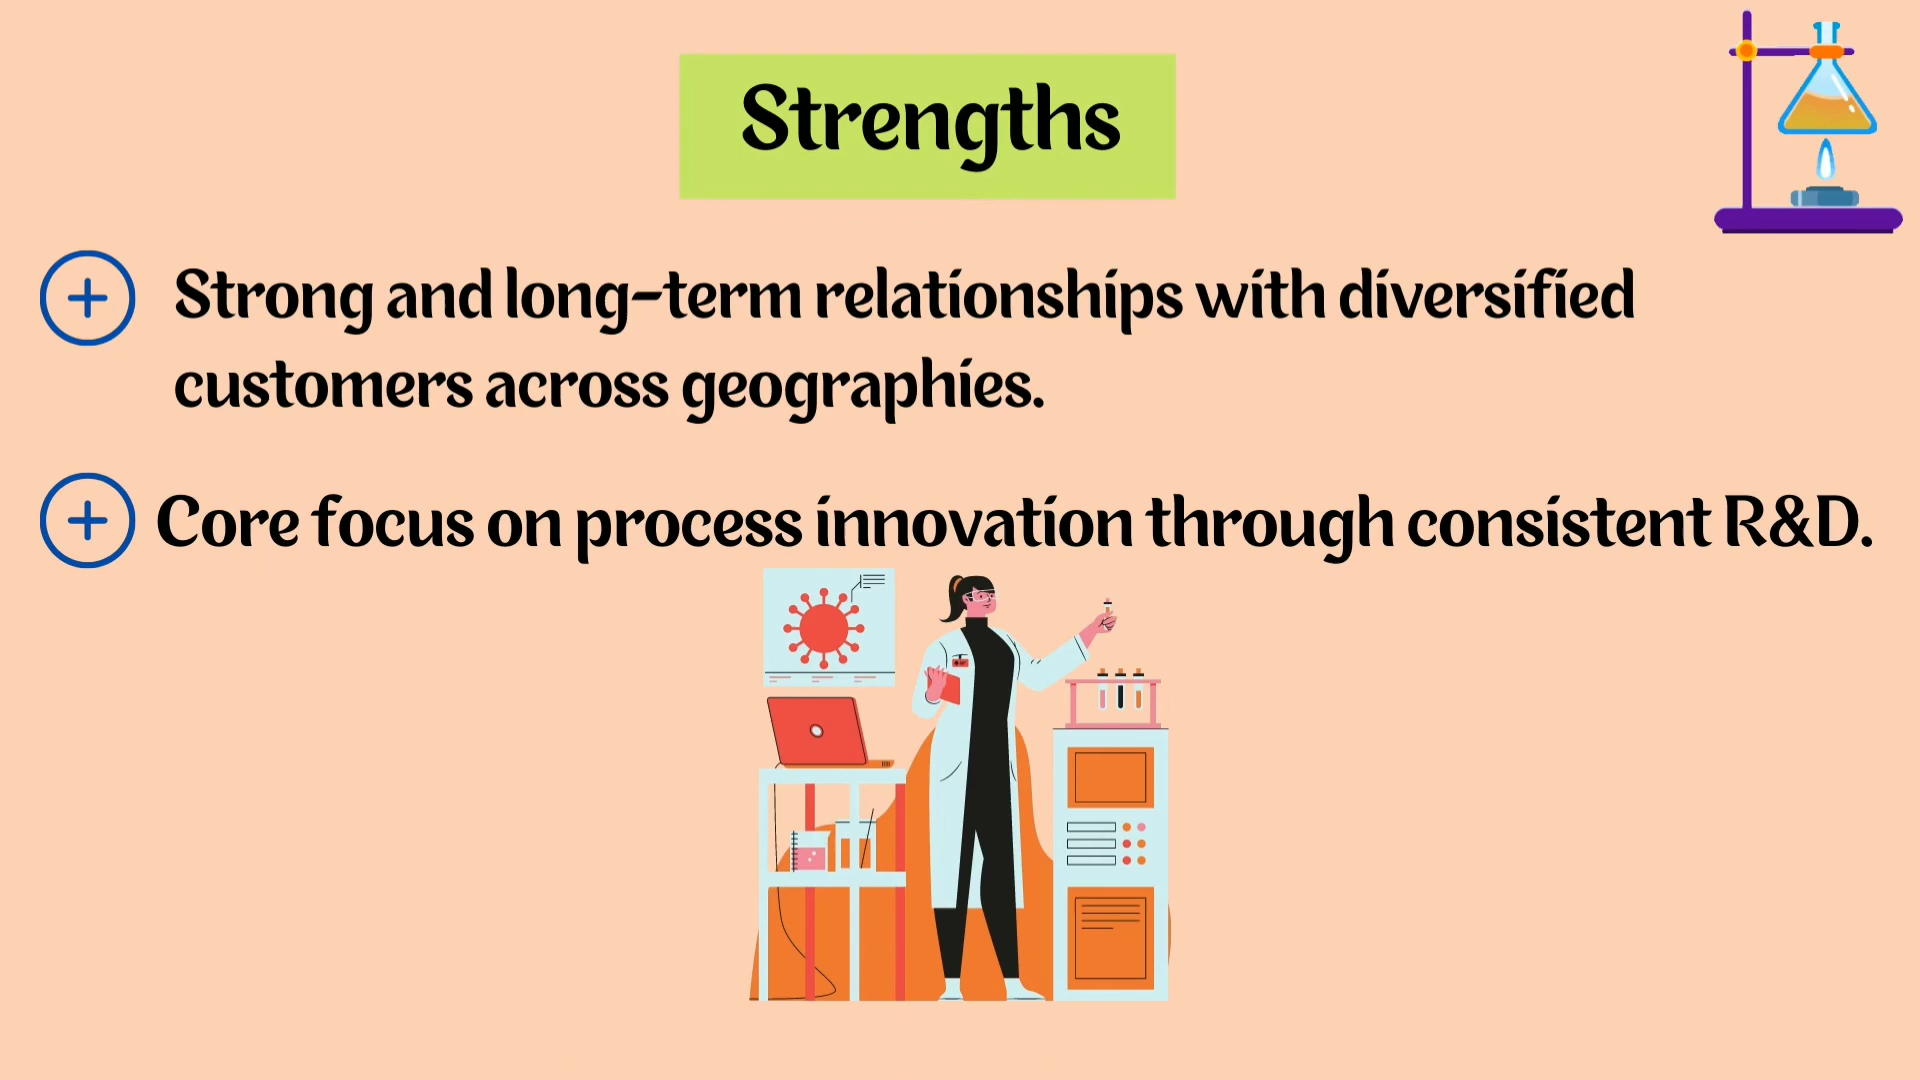 Strengths
Strong and long-term relationships with diversified
customers across geographies.
Core focus on process innovation through consistent R&D.